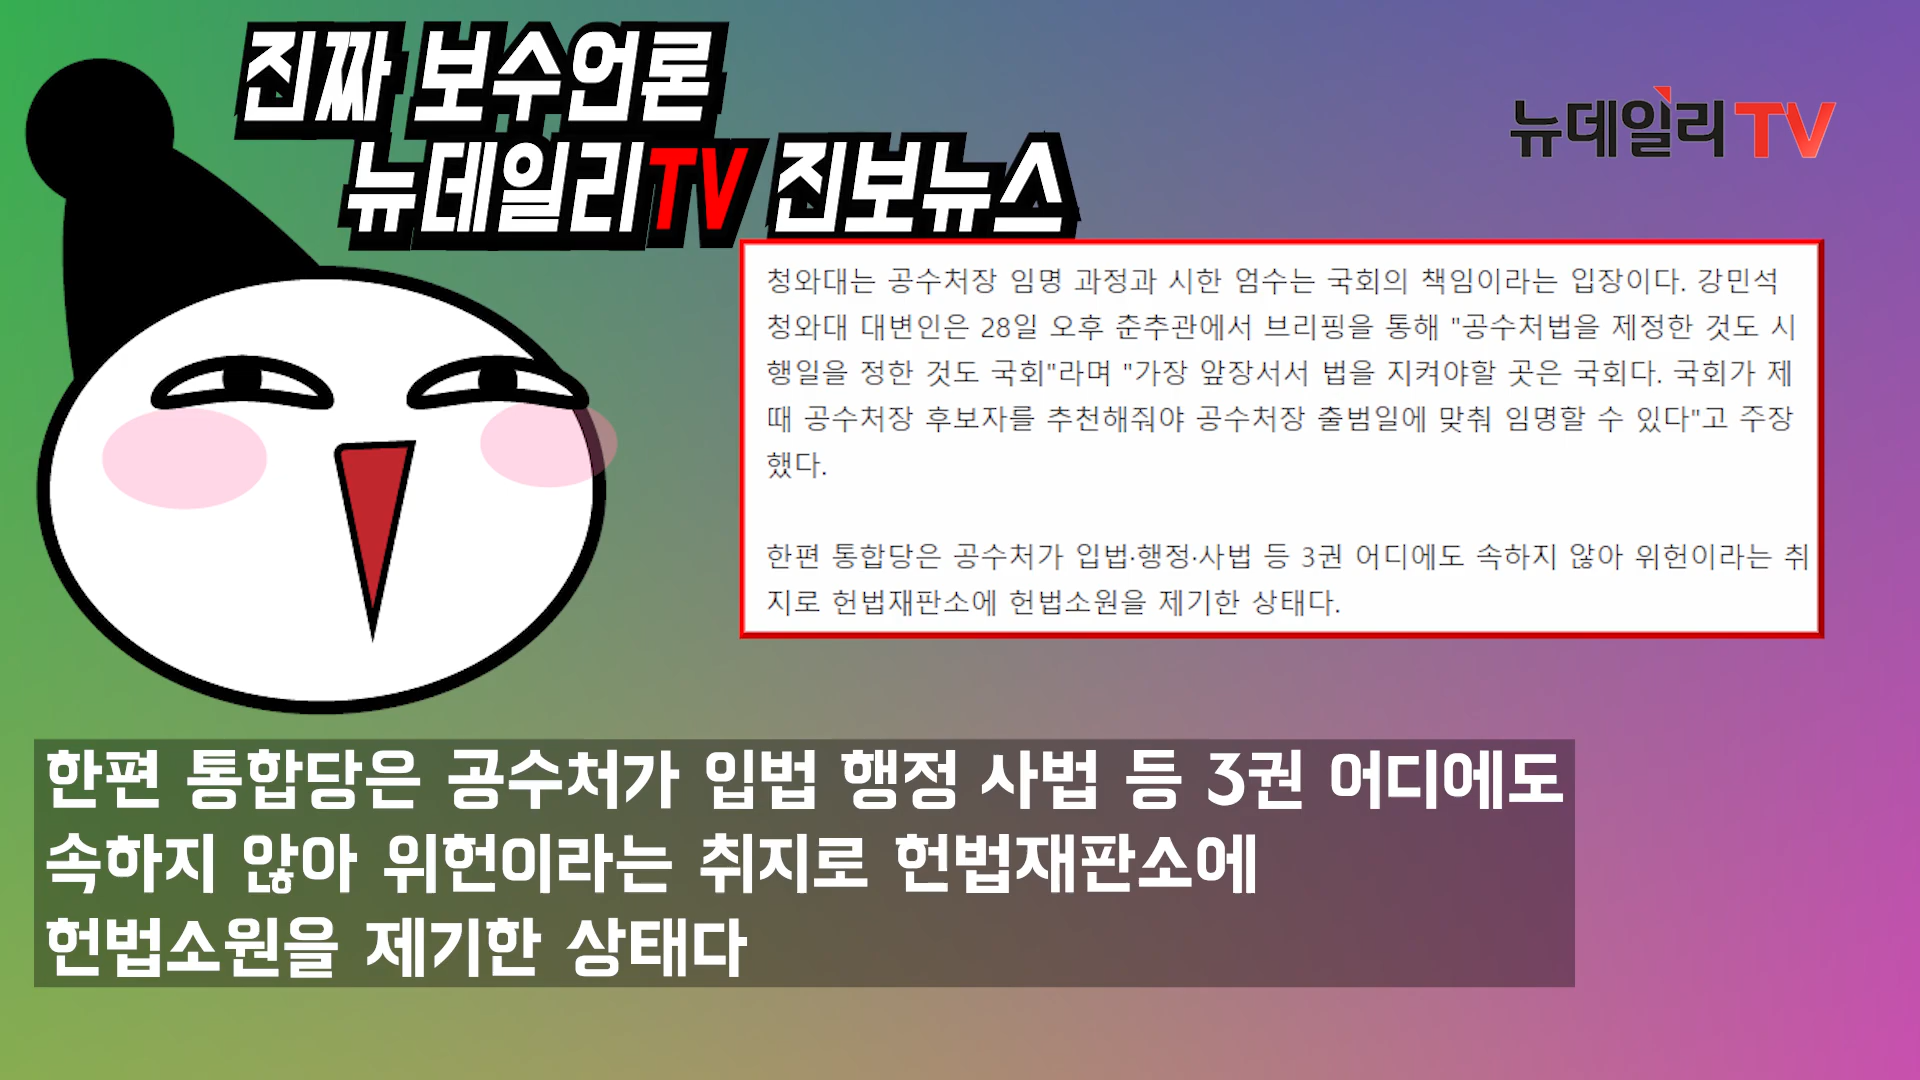 진짜 보수언론
뉴데일리TV 진보뉴스
뉴데일리TV
청와대는 공수처장 임명 과정과 시한 엄수는 국회의 책임이라는 입장이다. 강민석
청와대 대변인은 28일 오후 춘추관에서 브리핑을 통해 "공수처법을 제정한 것도 시
행일을 정한 것도 국회"라며 "가장 앞장서서 법을 지켜야할 곳은 국회다. 국회가 제
때 공수처장 후보자를 추천해줘야 공수처장 출범일에 맞춰 임명할 수 있다"고 주장
했다.
한편 통합당은 공수처가 입법·행정·사법 등 3권 어디에도 속하지 않아 위헌이라는 취
지로 헌법재판소에 헌법소원을 제기한 상태다.
한편 통합당은 공수처가 입법 행정 사법 등 3권 어디에도
속하지 않아 위헌이라는 취지로 헌법재판소에
헌법소원을 제기한 상태다